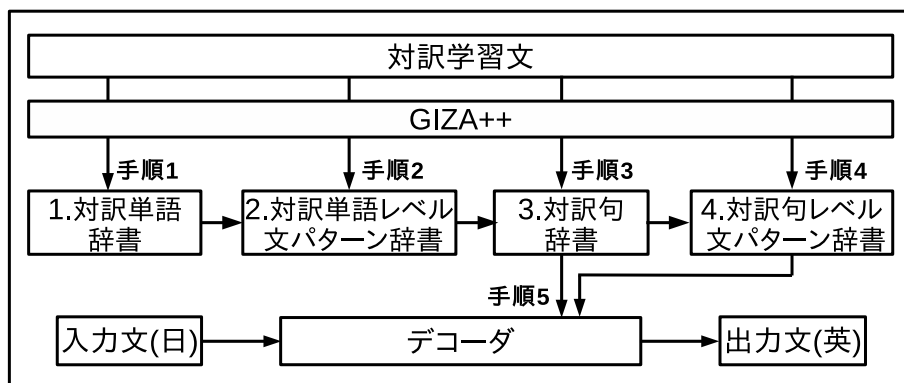 対訳学習文
GIZA++
手順1
手順2
手順3
手順4
1.対訳単語
辞書
2.対訳単語レベル
文パターン辞書
3.対訳句
辞書
4.対訳句レベル
文パターン辞書
手順5
入力文(日)
デコーダ
出力文(英)